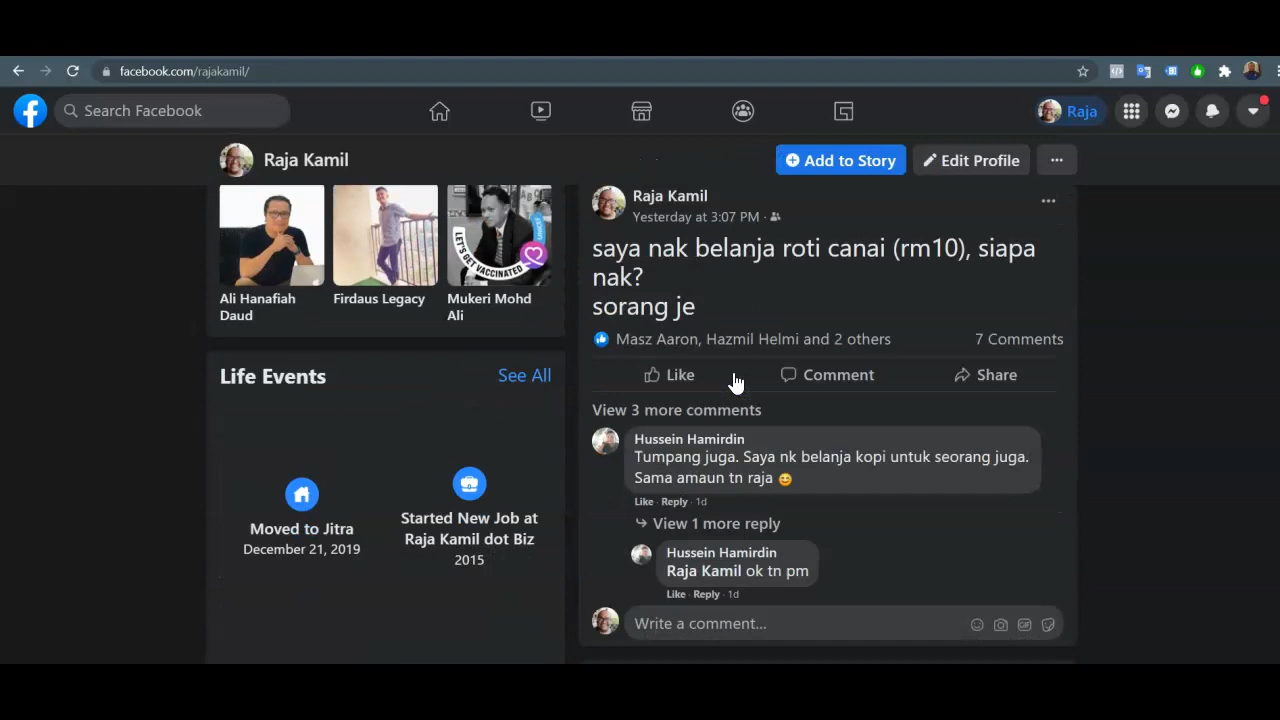 facebook.com/rajakamil/
Search Facebook
Raja
Raja Kamil
Add to Story
Edit Profile
LET'S GET VACCINATED
Ali Hanafiah
Daud
Firdaus Legacy
Mukeri Mohd
Ali
Life Events
See All
Moved to Jitra
December 21, 2019
Started New Job at
Raja Kamil dot Biz
2015
Raja Kamil
Yesterday at 3:07 PM ·
saya nak belanja roti canai (rm10), siapa
nak?
sorang je
Masz Aaron, Hazmil Helmi and 2 others
7 Comments
Like
Comment
Share
View 3 more comments
Hussein Hamirdin
Tumpang juga. Saya nk belanja kopi untuk seorang juga.
Sama amaun tn raja 😊
Like · Reply · 1d
View 1 more reply
Hussein Hamirdin
Raja Kamil ok tn pm
Like · Reply · 1d
Write a comment...
GIF